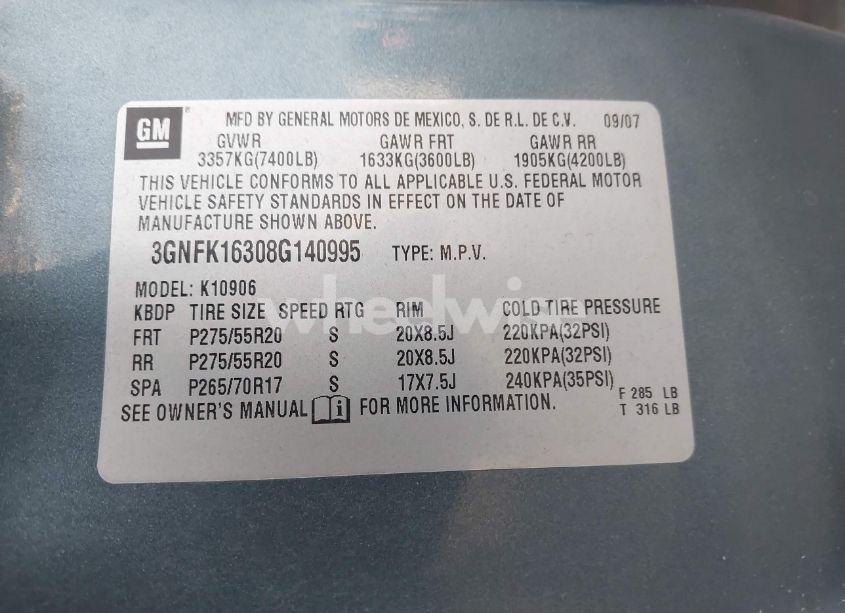 GM
MFD BY GENERAL MOTORS DE MEXICO, S. DE R.L. DE C.V. 09/07
GVWR GAWR FRT GAWR RR
3357KG(7400LB) 1633KG(3600LB) 1905KG(4200LB)
THIS VEHICLE CONFORMS TO ALL APPLICABLE U.S. FEDERAL MOTOR
VEHICLE SAFETY STANDARDS IN EFFECT ON THE DATE OF
MANUFACTURE SHOWN ABOVE.
3GNFK16308G140995 TYPE: M.P.V.
MODEL: K10906
wheelwise
KBDP TIRE SIZE SPEED RTG RIM COLD TIRE PRESSURE
FRT P275/55R20 S 20X8.5J 220KPA(32PSI)
RR P275/55R20 S 20X8.5J 220KPA(32PSI)
SPA P265/70R17 S 17X7.5J 240KPA(35PSI)
F 285 LB
SEE OWNER'S MANUAL i FOR MORE INFORMATION.
T 316 LB